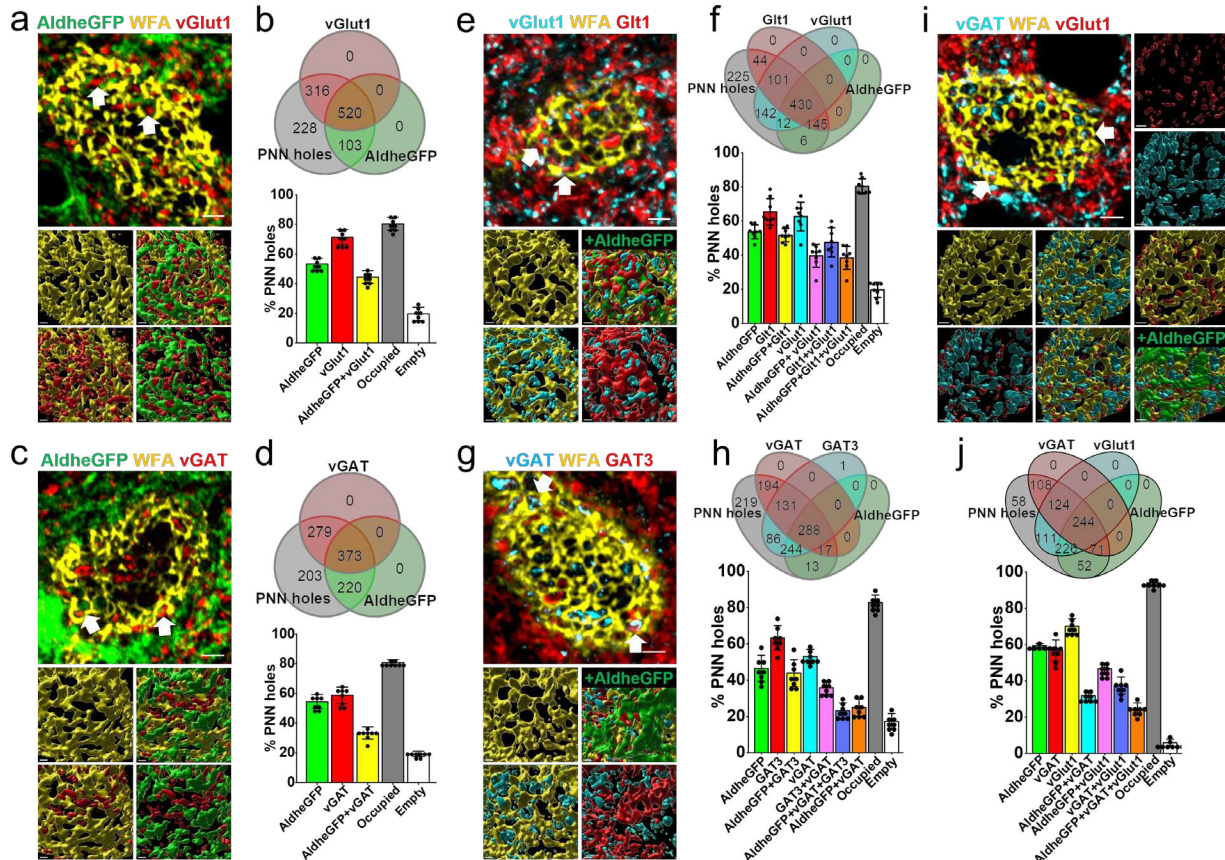 a
AldheGFP WFA vGlut1
b
vGlut1
0
316
0
520
228
0
103
PNN holes
AldheGFP
100
80
60
40
20
0
% PNN holes
AldheGFP
vGlut1
AldheGFP+vGlut1
Occupied
Empty
c
AldheGFP WFA vGAT
d
vGAT
0
279
0
373
203
0
220
PNN holes
AldheGFP
100
80
60
40
20
0
% PNN holes
AldheGFP
vGAT
AldheGFP+vGAT
Occupied
Empty
e
vGlut1 WFA Glt1
+AldheGFP
f
Glt1
vGlut1
0
0
44
0
0
225
101
0
PNN holes
AldheGFP
430
142
0
12
145
6
100
80
60
40
20
0
% PNN holes
AldheGFP
Glt1
AldheGFP+Glt1
vGlut1
AldheGFP+vGlut1
Glt1+vGlut1
AldheGFP+Glt1+vGlut1
Occupied
Empty
g
vGAT WFA GAT3
+AldheGFP
h
vGAT
GAT3
0
1
194
0
0
219
131
0
PNN holes
AldheGFP
288
86
0
244
17
13
100
80
60
40
20
0
% PNN holes
AldheGFP
GAT3
AldheGFP+GAT3
vGAT
GAT3+vGAT
AldheGFP+vGAT+GAT3
AldheGFP+vGAT
Occupied
Empty
i
vGAT WFA vGlut1
+AldheGFP
j
vGAT
vGlut1
0
0
108
0
0
58
124
0
PNN holes
AldheGFP
244
111
0
226
71
52
100
80
60
40
20
0
% PNN holes
AldheGFP
vGAT
vGlut1
AldheGFP+vGAT
AldheGFP+vGlut1
vGAT+vGlut1
AldheGFP+vGAT+vGlut1
Occupied
Empty